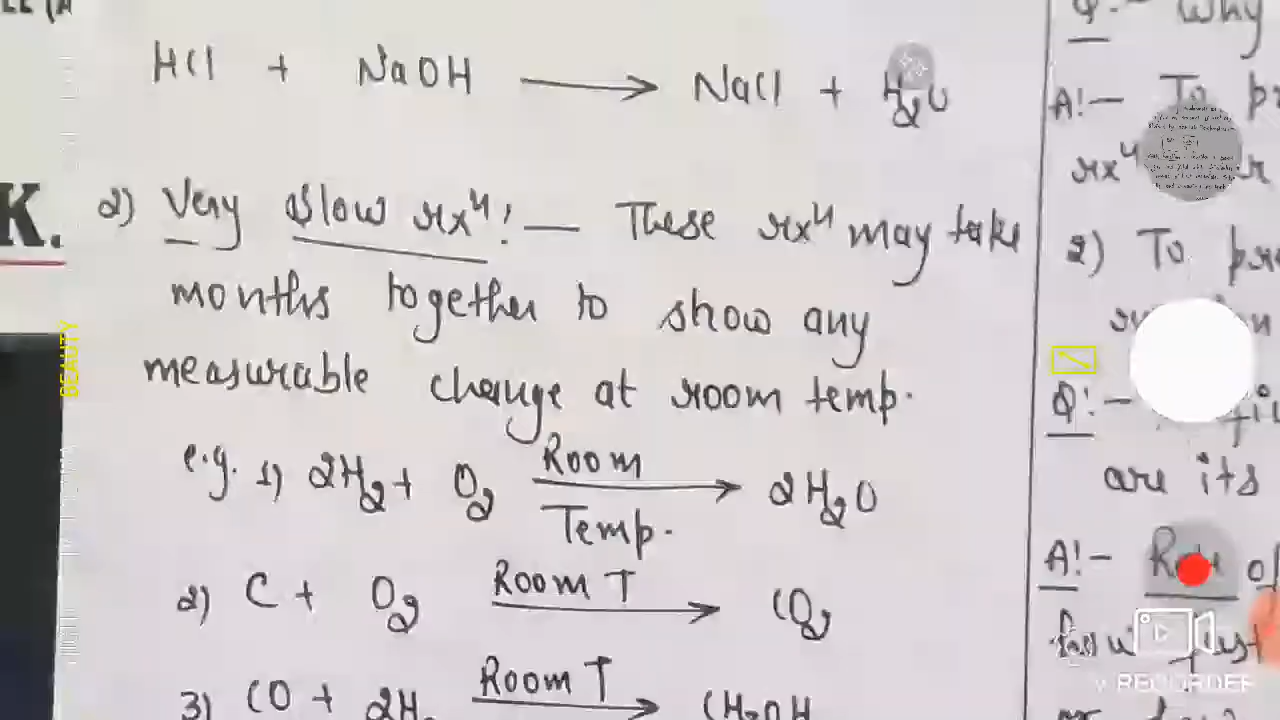 HCl + NaOH ⟶ NaCl + H2O
K.
2) Very slow rxⁿ!— These rxⁿ may take
months together to show any
measurable change at room temp.
e.g. 1) 2H2 + O2 Room Temp. ⟶ 2H2O
2) C + O2 Room T ⟶ CO2
3) CO + 2H2 Room T ⟶ CH3OH
Q:- Why
A!— To
rxⁿ
2) To
Q!—
are its
A!-
BEAUTY
RECORDER